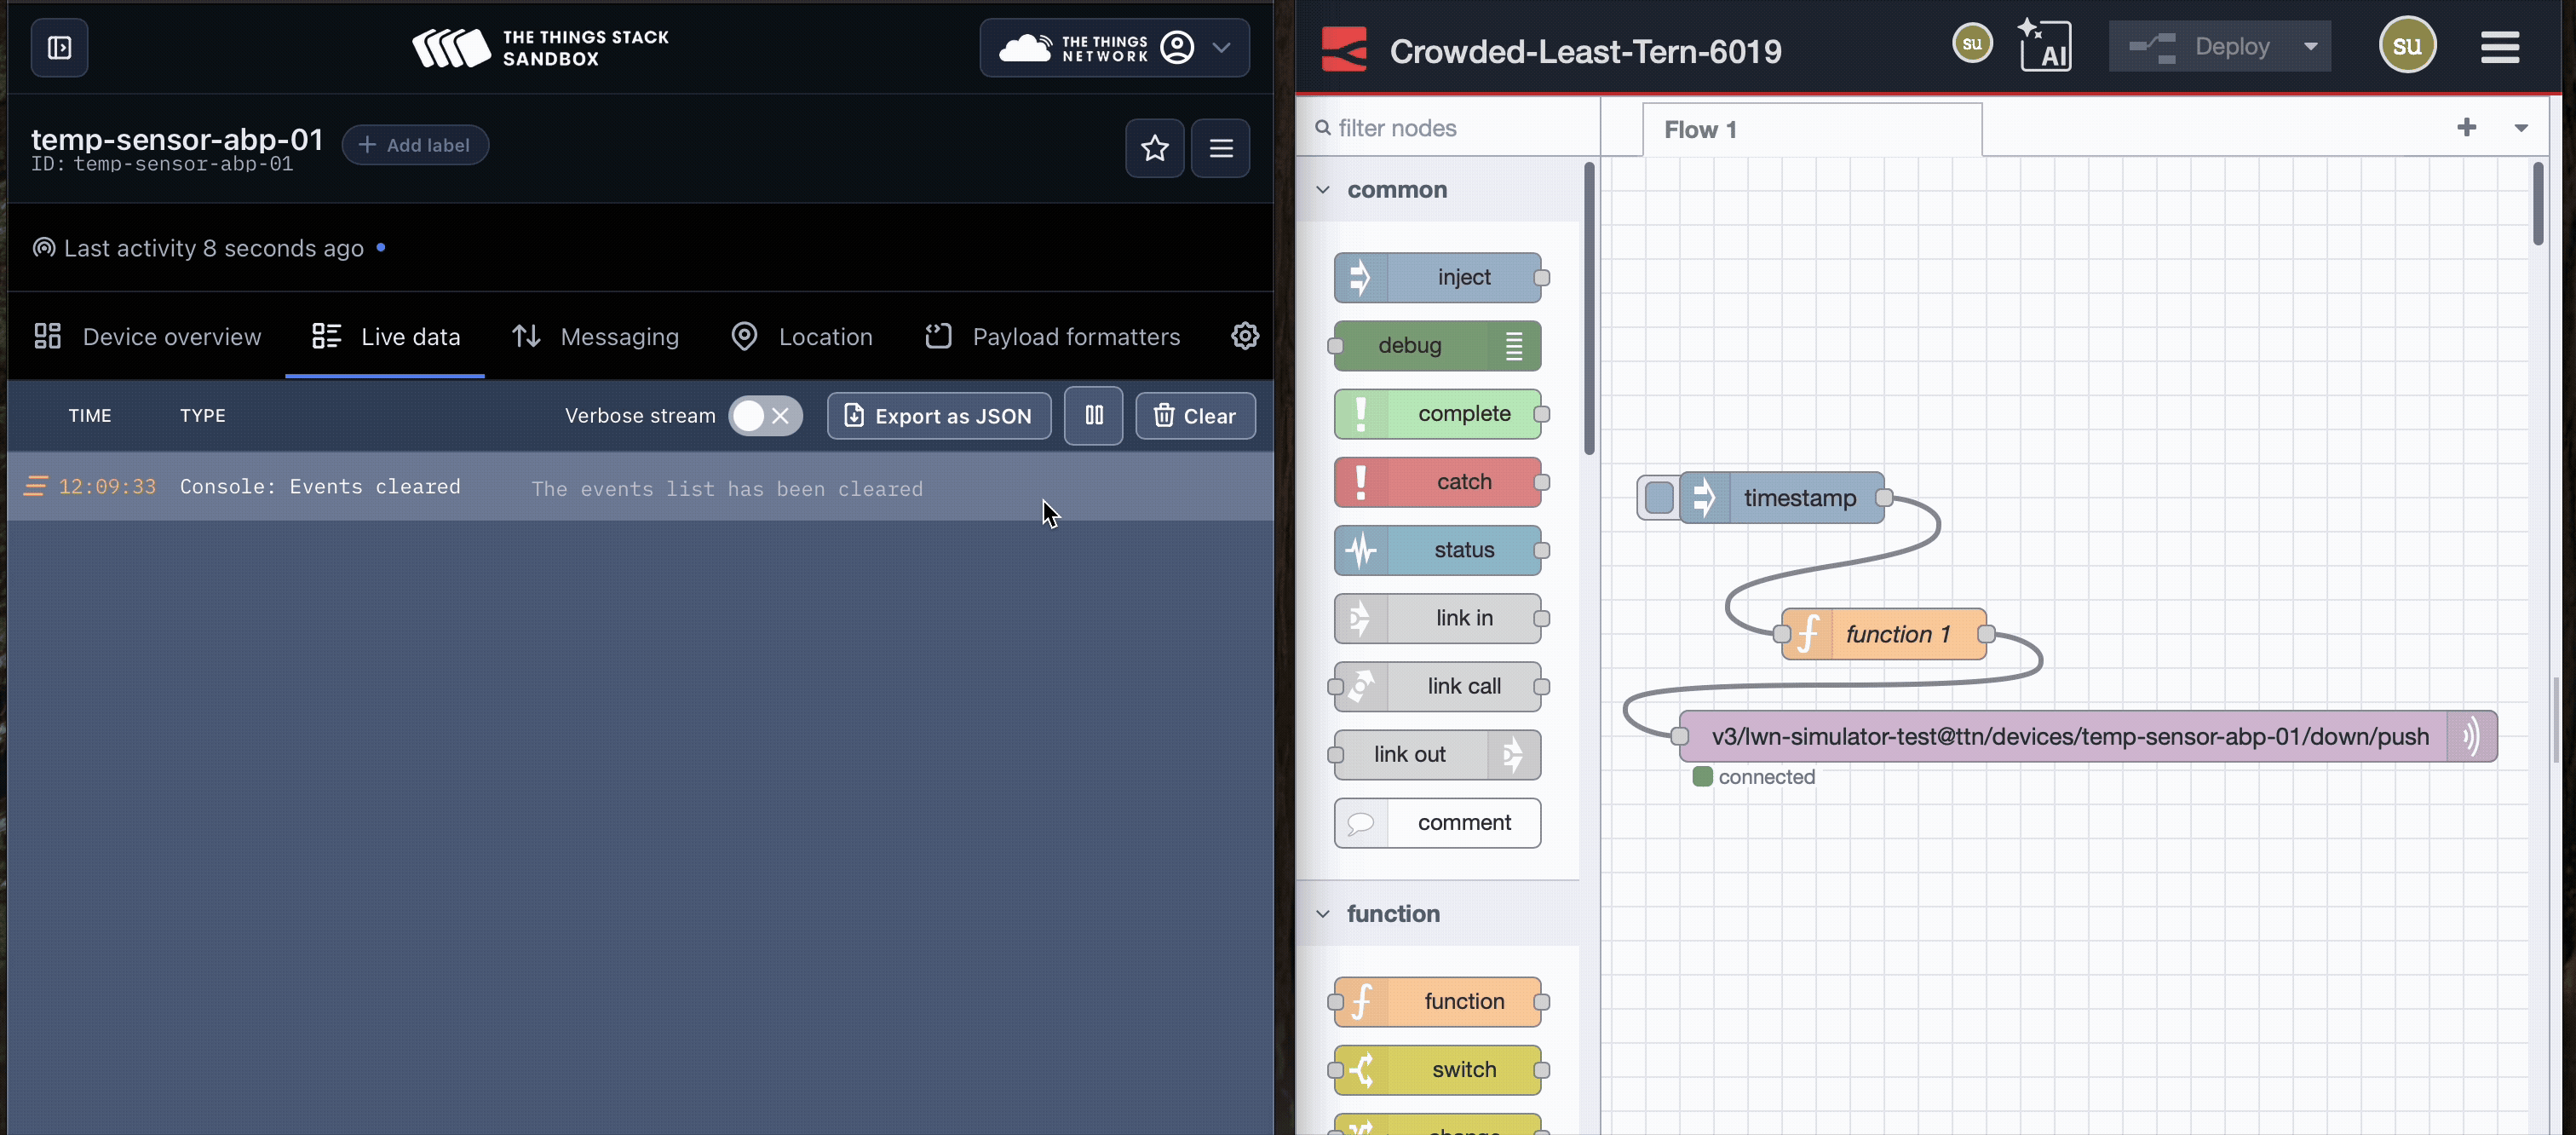 THE THINGS STACK
SANDBOX
THE THINGS
NETWORK
temp-sensor-abp-01
Add label
ID: temp-sensor-abp-01
Last activity 8 seconds ago
Device overview
Live data
Messaging
Location
Payload formatters
TIME
TYPE
Verbose stream
Export as JSON
Clear
12:09:33
Console: Events cleared
The events list has been cleared
Crowded-Least-Tern-6019
su
AI
Deploy
su
filter nodes
Flow 1
common
inject
debug
complete
catch
status
link in
link call
link out
comment
function
function
switch
change
timestamp
function 1
v3/lwn-simulator-test@ttn/devices/temp-sensor-abp-01/down/push
connected